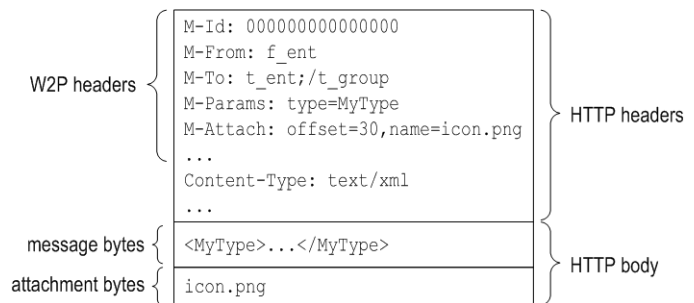 M-Id: 000000000000000
M-From: f_ent
W2P headers
M-To: t_ent;/t_group
M-Params: type=MyType
M-Attach: offset=30,name=icon.png
HTTP headers
...
Content-Type: text/xml
...
message bytes
<MyType>...</MyType>
HTTP body
attachment bytes
icon.png